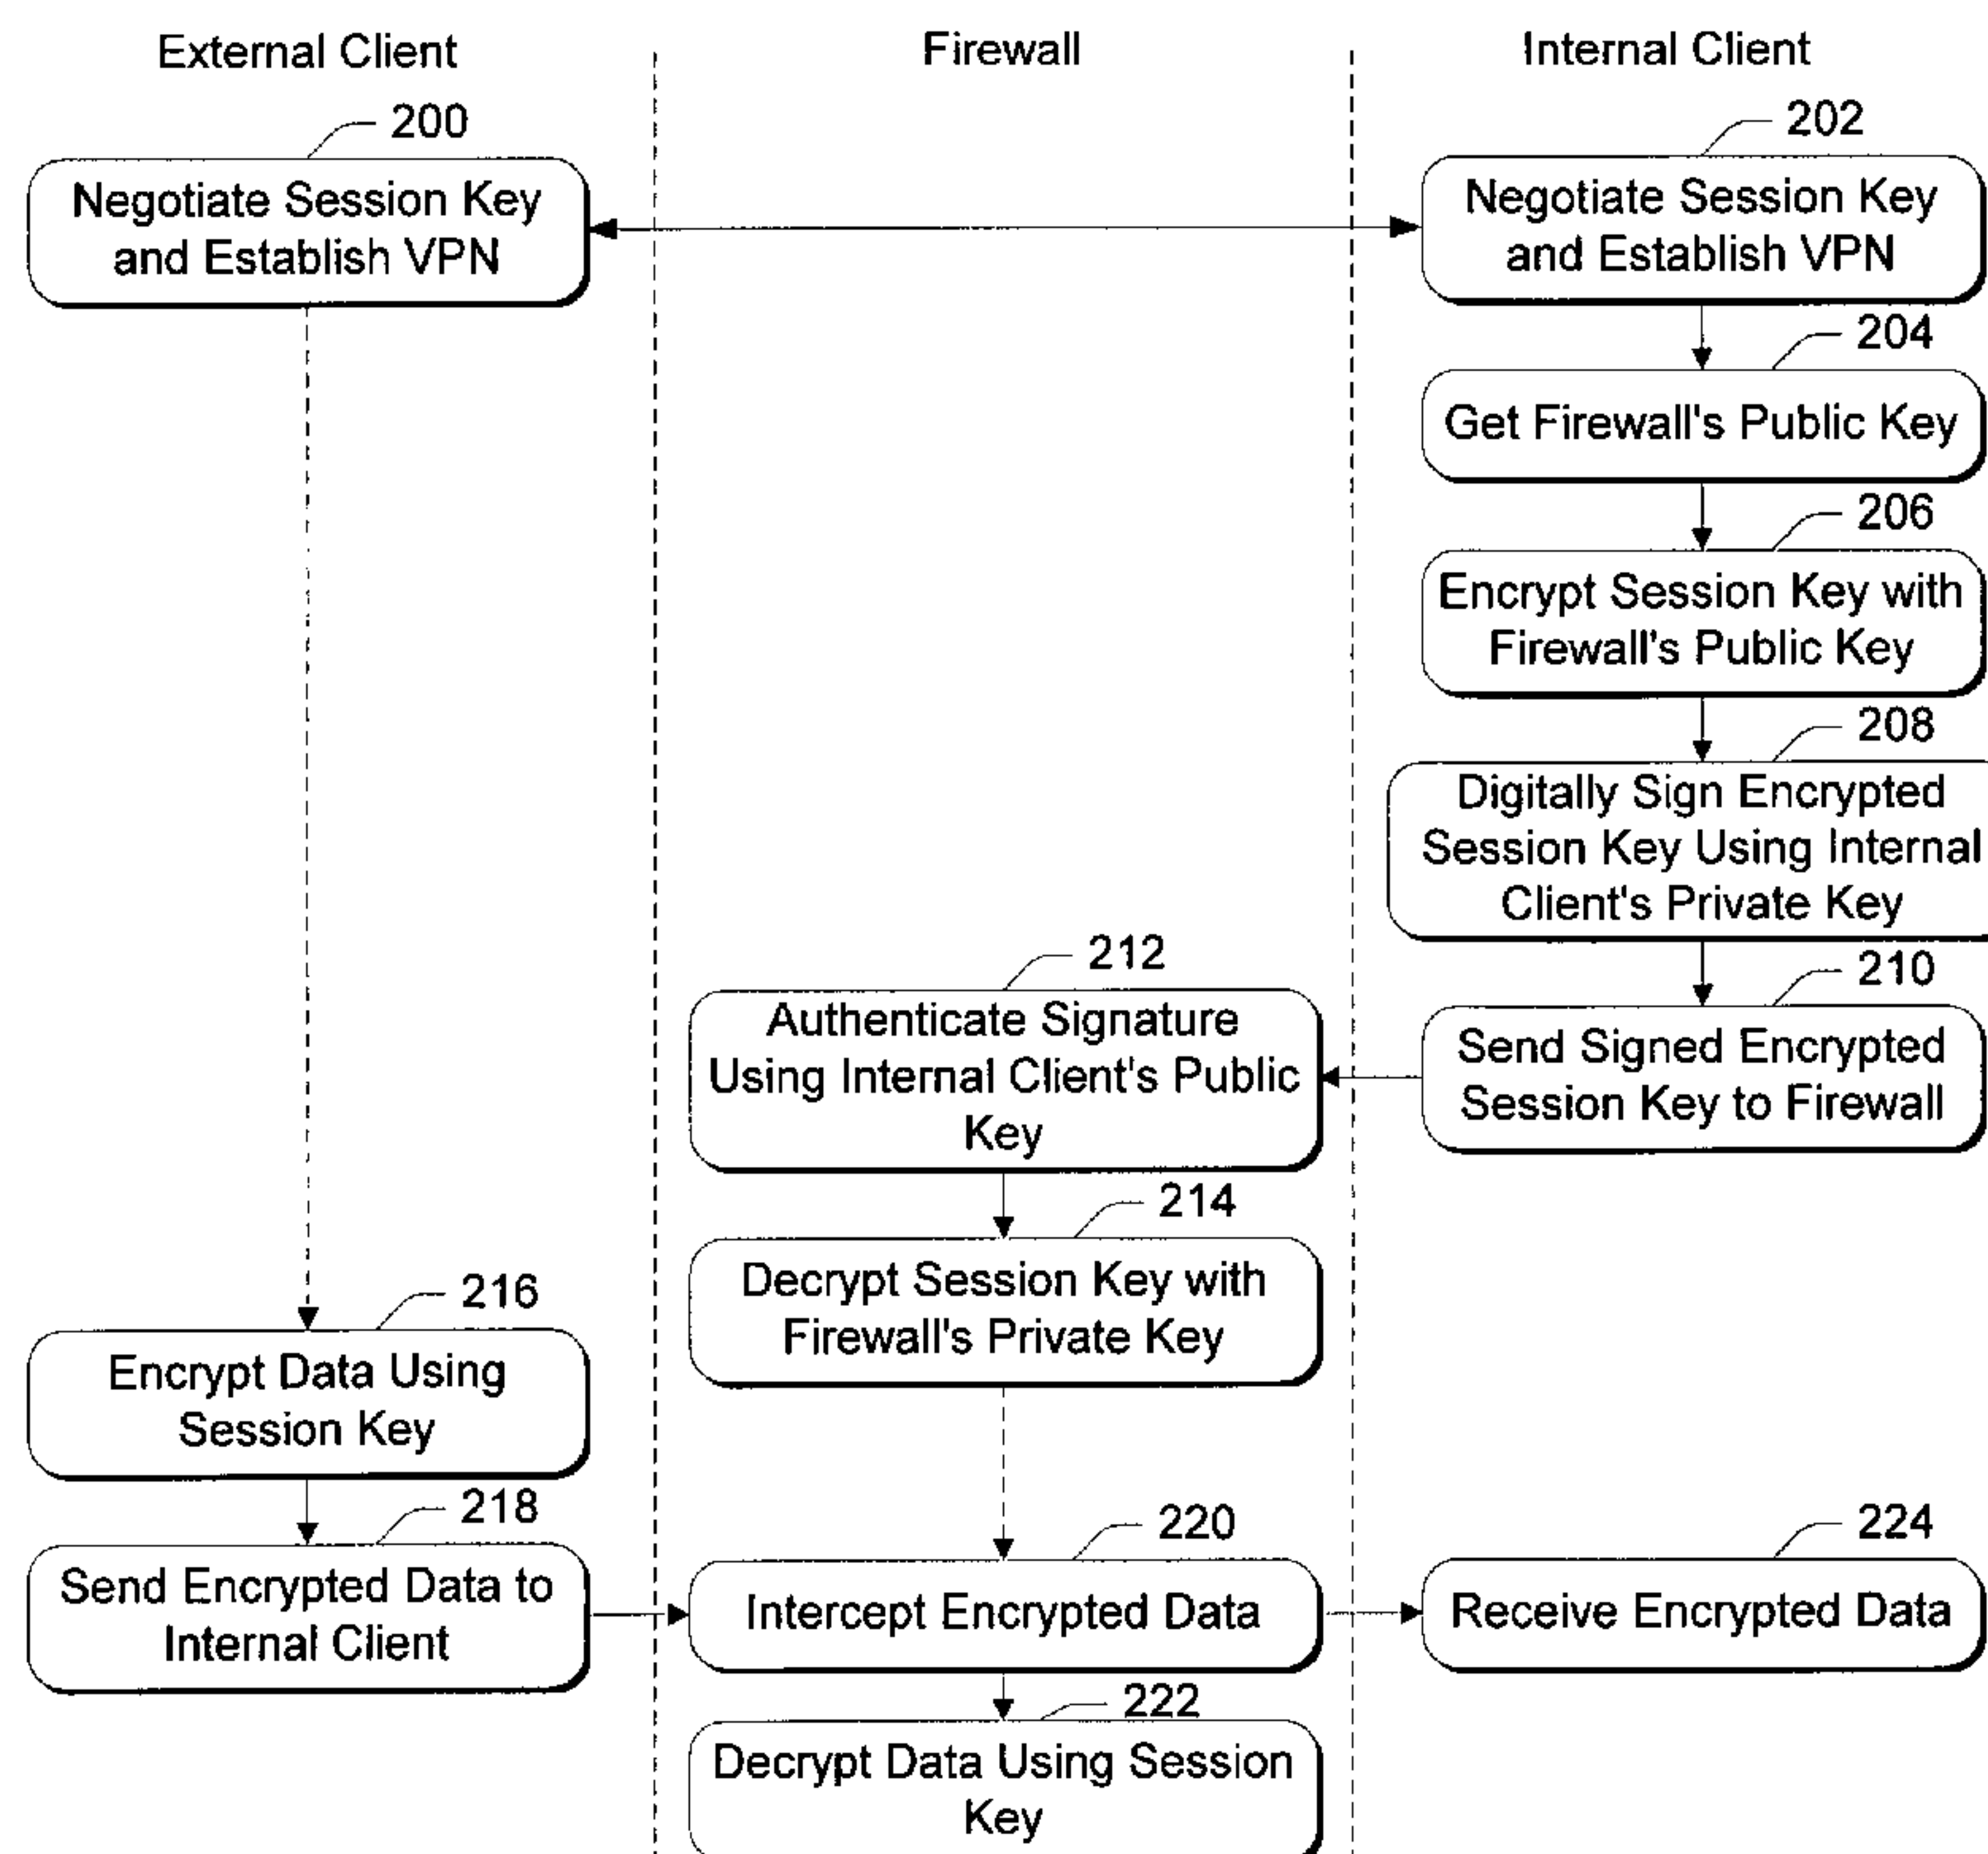 External Client
Firewall
Internal Client
200
202
Negotiate Session Key
and Establish VPN
Negotiate Session Key
and Establish VPN
204
Get Firewall's Public Key
206
Encrypt Session Key with
Firewall's Public Key
208
Digitally Sign Encrypted
Session Key Using Internal
Client's Private Key
210
Send Signed Encrypted
Session Key to Firewall
212
Authenticate Signature
Using Internal Client's Public
Key
214
Decrypt Session Key with
Firewall's Private Key
216
Encrypt Data Using
Session Key
218
Send Encrypted Data to
Internal Client
220
Intercept Encrypted Data
224
Receive Encrypted Data
222
Decrypt Data Using Session
Key